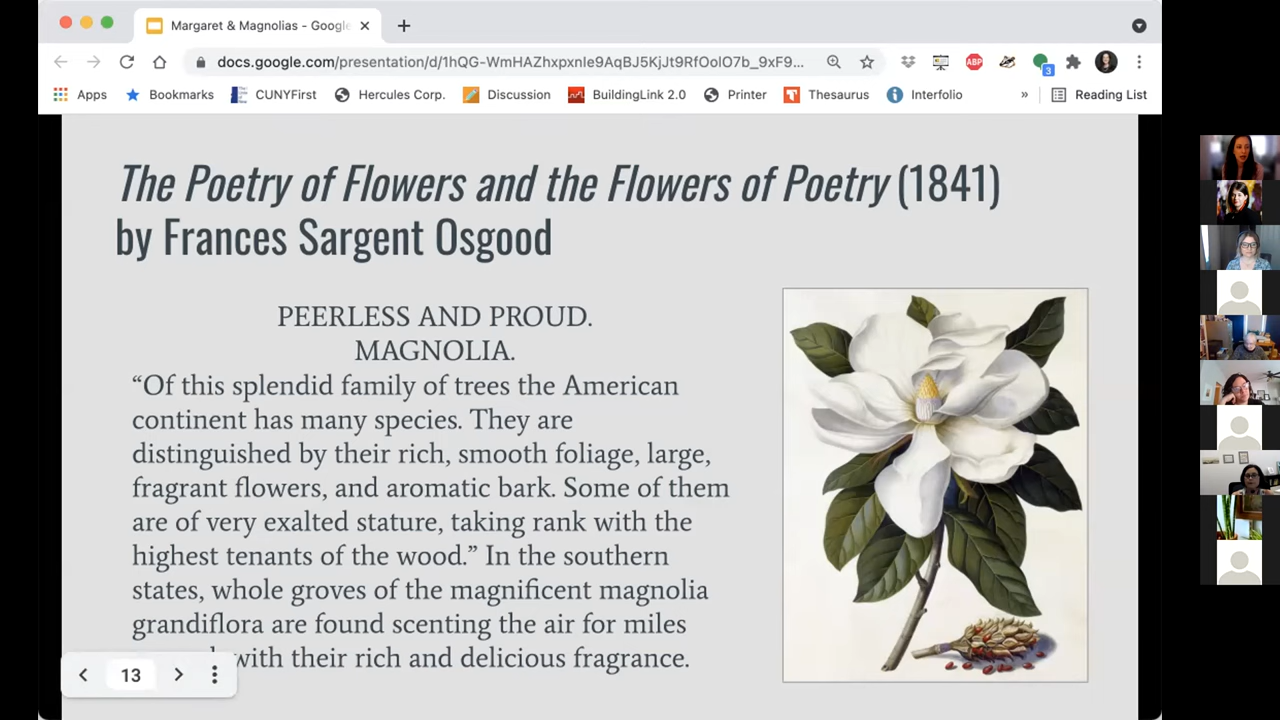 Margaret & Magnolias - Google
docs.google.com/presentation/d/1hQG-WmHAZhxpxnle9AqBJ5KjJt9RfOolO7b_9xF9...
ABP
3
Apps
Bookmarks
CUNYFirst
Hercules Corp.
Discussion
BuildingLink 2.0
Printer
Thesaurus
Interfolio
»
Reading List
The Poetry of Flowers and the Flowers of Poetry (1841)
by Frances Sargent Osgood
PEERLESS AND PROUD.
MAGNOLIA.
“Of this splendid family of trees the American
continent has many species. They are
distinguished by their rich, smooth foliage, large,
fragrant flowers, and aromatic bark. Some of them
are of very exalted stature, taking rank with the
highest tenants of the wood.” In the southern
states, whole groves of the magnificent magnolia
grandiflora are found scenting the air for miles
with their rich and delicious fragrance.
13